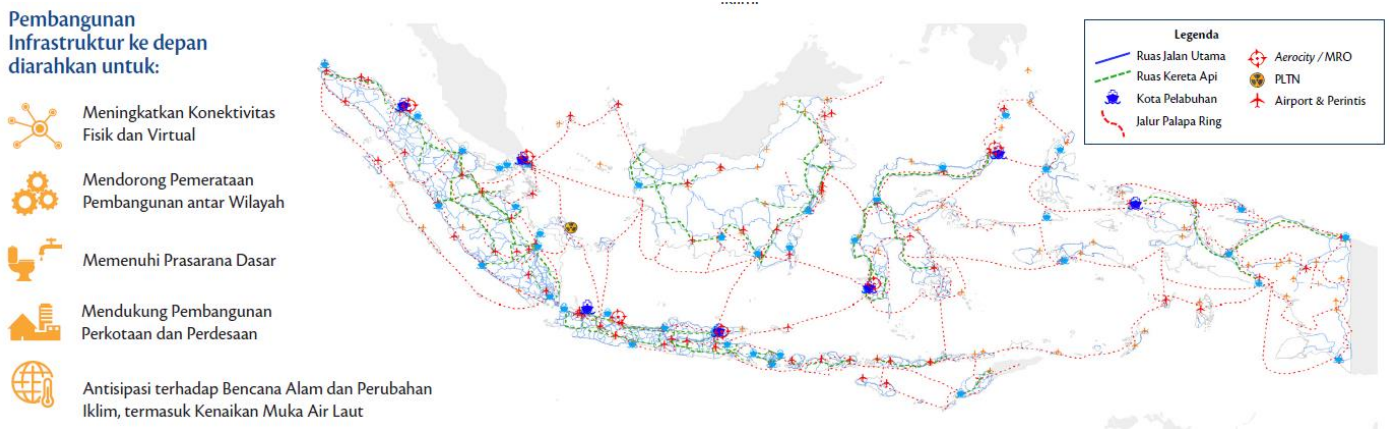 Pembangunan
Infrastruktur ke depan
diarahkan untuk:
Meningkatkan Konektivitas
Fisik dan Virtual
Mendorong Pemerataan
Pembangunan antar Wilayah
Memenuhi Prasarana Dasar
Mendukung Pembangunan
Perkotaan dan Perdesaan
Antisipasi terhadap Bencana Alam dan Perubahan
Iklim, termasuk Kenaikan Muka Air Laut
Legenda
Ruas Jalan Utama
Ruas Kereta Api
Kota Pelabuhan
Jalur Palapa Ring
Aerocity / MRO
PLTN
Airport & Perintis